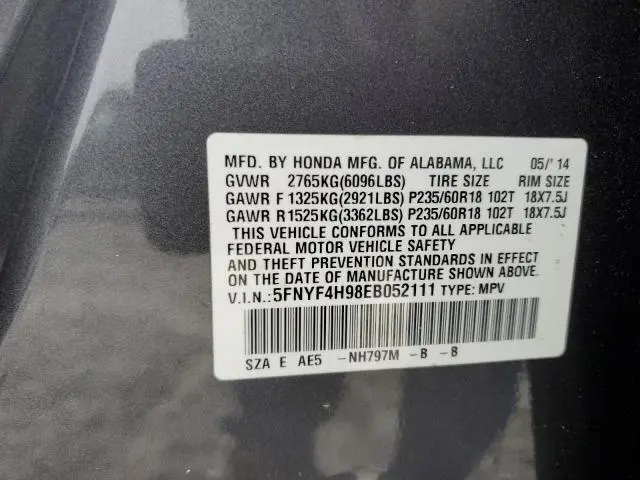 MFD. BY HONDA MFG. OF ALABAMA, LLC 05/'14
GVWR 2765KG(6096LBS) TIRE SIZE RIM SIZE
GAWR F 1325KG(2921LBS) P235/60R18 102T 18X7.5J
GAWR R 1525KG(3362LBS) P235/60R18 102T 18X7.5J
THIS VEHICLE CONFORMS TO ALL APPLICABLE
FEDERAL MOTOR VEHICLE SAFETY
AND THEFT PREVENTION STANDARDS IN EFFECT
ON THE DATE OF MANUFACTURE SHOWN ABOVE.
V.I.N.: 5FNYF4H98EB052111 TYPE: MPV
SZA E AE5 -NH797M -B -B